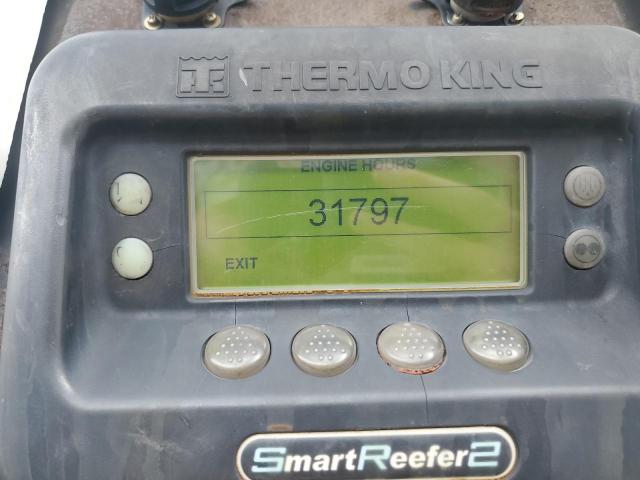 THERMO KING
ENGINE HOURS
31797
EXIT
SmartReefer2